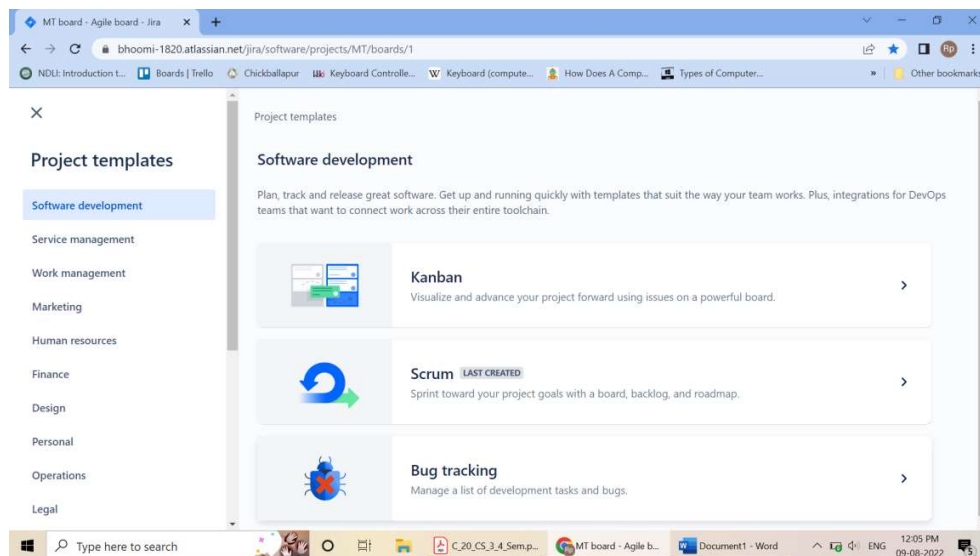 MT board - Agile board - Jira
bhoomi-1820.atlassian.net/jira/software/projects/MT/boards/1
Rp
NDLI: Introduction t... Boards | Trello Chickballapur Keyboard Controlle... W Keyboard (compute... How Does A Comp... Types of Computer... » Other bookmarks
Project templates
Software development
Service management
Work management
Marketing
Human resources
Finance
Design
Personal
Operations
Legal
Project templates
Software development
Plan, track and release great software. Get up and running quickly with templates that suit the way your team works. Plus, integrations for DevOps
teams that want to connect work across their entire toolchain.
Kanban
Visualize and advance your project forward using issues on a powerful board.
Scrum LAST CREATED
Sprint toward your project goals with a board, backlog, and roadmap.
Bug tracking
Manage a list of development tasks and bugs.
Type here to search
C_20_CS_3_4_Sem.p... MT board - Agile b... Document1 - Word ENG 12:05 PM
09-08-2022